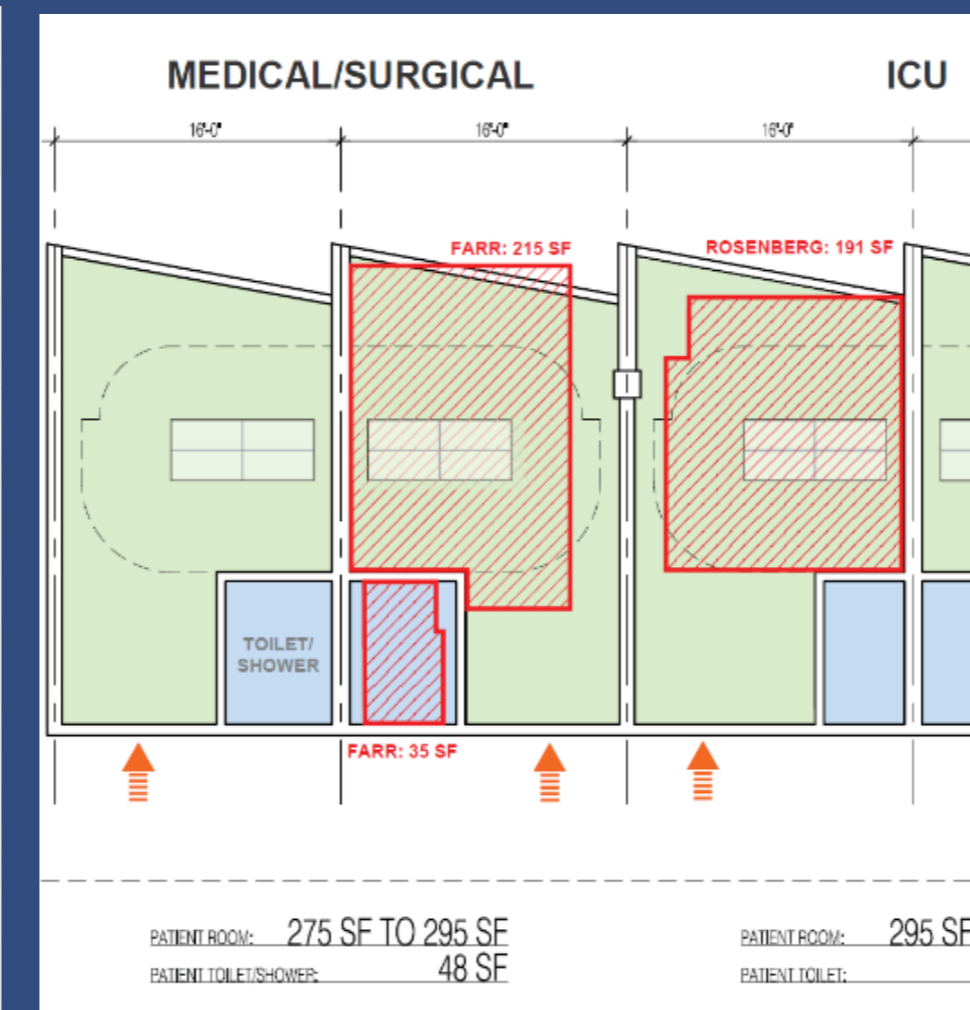 MEDICAL/SURGICAL ICU
16'-0" 16'-0" 16'-0"
FARR: 215 SF ROSENBERG: 191 SF
TOILET/
SHOWER
FARR: 35 SF
PATIENT ROOM: 275 SF TO 295 SF
PATIENT TOILET/SHOWER: 48 SF
PATIENT ROOM: 295 SF
PATIENT TOILET: